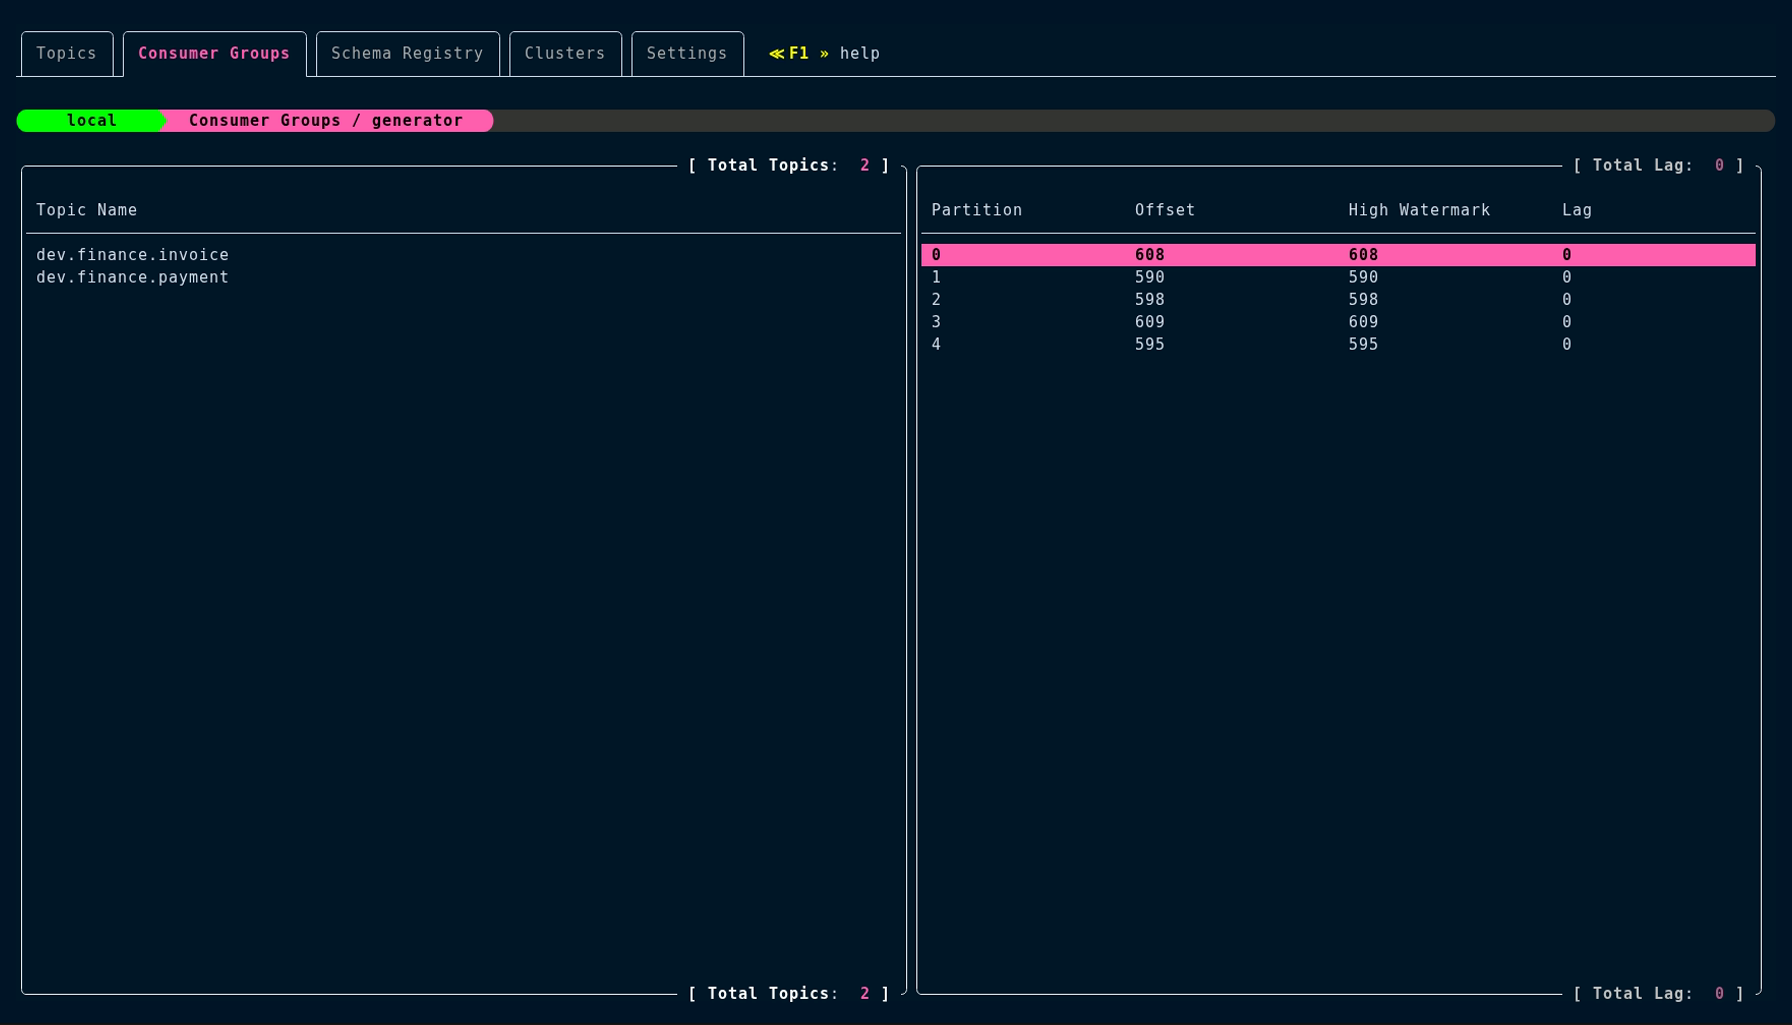 Topics Consumer Groups Schema Registry Clusters Settings ≪ F1 » help
local Consumer Groups / generator
[ Total Topics: 2 ]
Topic Name
dev.finance.invoice
dev.finance.payment
[ Total Topics: 2 ]
[ Total Lag: 0 ]
Partition Offset High Watermark Lag
0 608 608 0
1 590 590 0
2 598 598 0
3 609 609 0
4 595 595 0
[ Total Lag: 0 ]